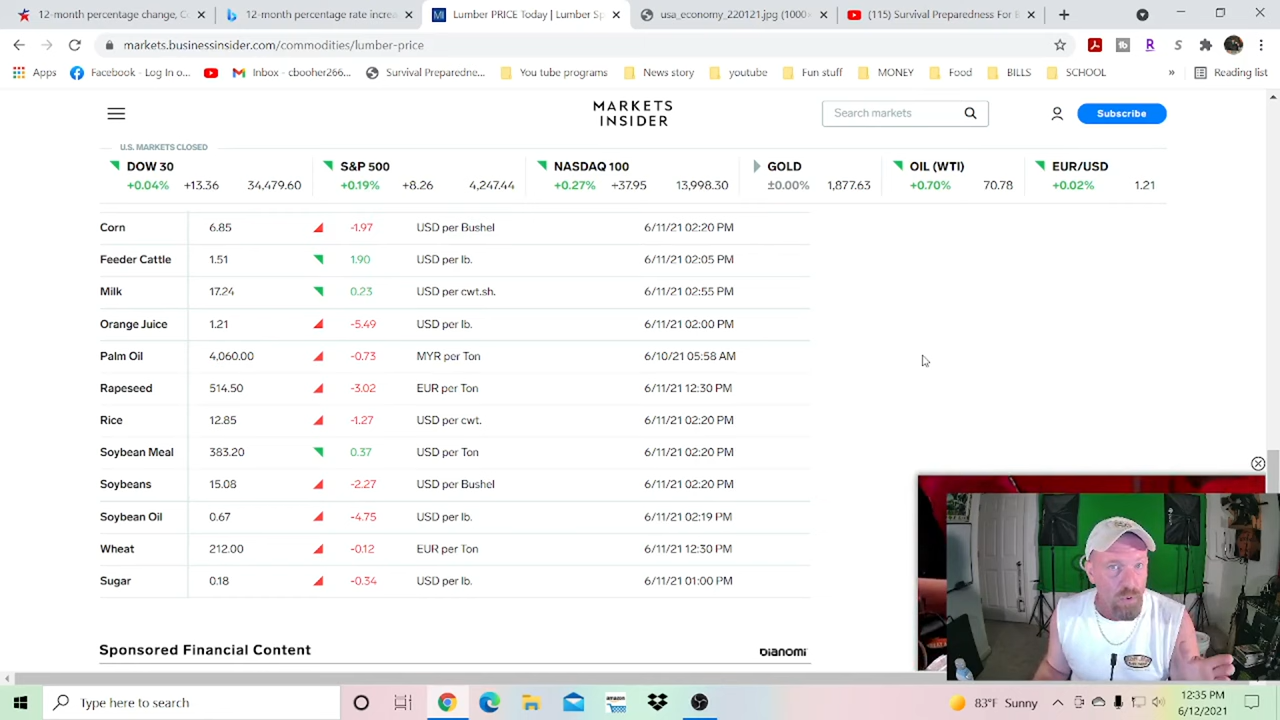 12-month percentage change, C
12-month percentage rate increa
Lumber PRICE Today | Lumber Sp
usa_economy_220121.jpg (1000×
(115) Survival Preparedness For B
markets.businessinsider.com/commodities/lumber-price
Apps
Facebook - Log In o...
Inbox - cbooher266...
Survival Preparedne...
You tube programs
News story
youtube
Fun stuff
MONEY
Food
BILLS
SCHOOL
»
Reading list
MARKETS
INSIDER
Search markets
Subscribe
U.S. MARKETS CLOSED
DOW 30
+0.04% +13.36 34,479.60
S&P 500
+0.19% +8.26 4,247.44
NASDAQ 100
+0.27% +37.95 13,998.30
GOLD
±0.00% 1,877.63
OIL (WTI)
+0.70% 70.78
EUR/USD
+0.02% 1.21
Corn 6.85 -1.97 USD per Bushel 6/11/21 02:20 PM
Feeder Cattle 1.51 1.90 USD per lb. 6/11/21 02:05 PM
Milk 17.24 0.23 USD per cwt.sh. 6/11/21 02:55 PM
Orange Juice 1.21 -5.49 USD per lb. 6/11/21 02:00 PM
Palm Oil 4,060.00 -0.73 MYR per Ton 6/10/21 05:58 AM
Rapeseed 514.50 -3.02 EUR per Ton 6/11/21 12:30 PM
Rice 12.85 -1.27 USD per cwt. 6/11/21 02:20 PM
Soybean Meal 383.20 0.37 USD per Ton 6/11/21 02:20 PM
Soybeans 15.08 -2.27 USD per Bushel 6/11/21 02:20 PM
Soybean Oil 0.67 -4.75 USD per lb. 6/11/21 02:19 PM
Wheat 212.00 -0.12 EUR per Ton 6/11/21 12:30 PM
Sugar 0.18 -0.34 USD per lb. 6/11/21 01:00 PM
Sponsored Financial Content
Dianomi
Type here to search
amazon
83°F Sunny
12:35 PM
6/12/2021